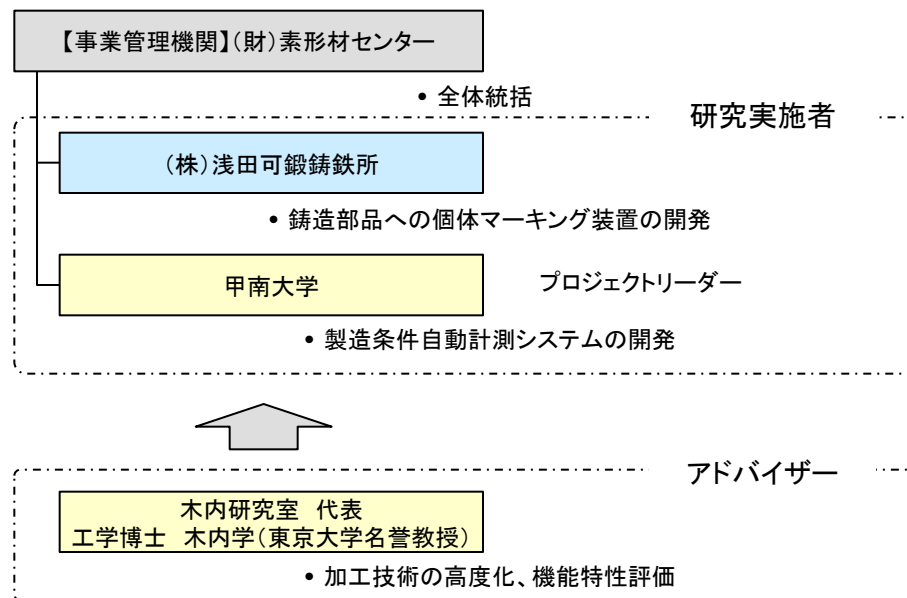 【事業管理機関】(財)素形材センター
• 全体統括
研究実施者
(株)浅田可鍛鋳鉄所
• 鋳造部品への個体マーキング装置の開発
甲南大学
プロジェクトリーダー
• 製造条件自動計測システムの開発
アドバイザー
木内研究室 代表
工学博士 木内学(東京大学名誉教授)
• 加工技術の高度化、機能特性評価